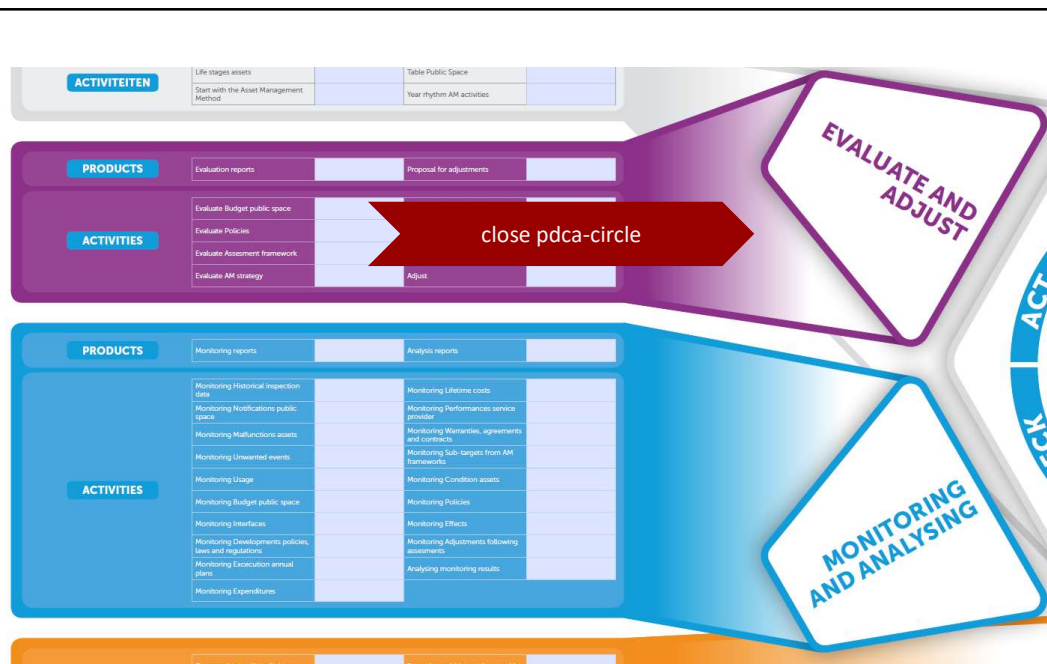 Life stages assets
Table Public Space
ACTIVITEITEN
Start with the Asset Management
Method
Year rhythm AM activities
PRODUCTS
Evaluation reports
Proposal for adjustments
ACTIVITIES
Evaluate Budget public space
Evaluate Policies
Evaluate Assesment framework
Evaluate AM strategy
Adjust
close pdca-circle
EVALUATE AND
ADJUST
PRODUCTS
Monitoring reports
Analysis reports
ACTIVITIES
Monitoring Historical inspection
data
Monitoring Lifetime costs
Monitoring Notifications public
space
Monitoring Performances service
provider
Monitoring Malfunctions assets
Monitoring Warranties, agreements
and contracts
Monitoring Unwanted events
Monitoring Sub-targets from AM
frameworks
Monitoring Usage
Monitoring Condition assets
Monitoring Budget public space
Monitoring Policies
Monitoring Interfaces
Monitoring Effects
Monitoring Developments policies,
laws and regulations
Monitoring Adjustments following
assesments
Monitoring Excecution annual
plans
Analysing monitoring results
Monitoring Expenditures
MONITORING
AND ANALYSING
ACT